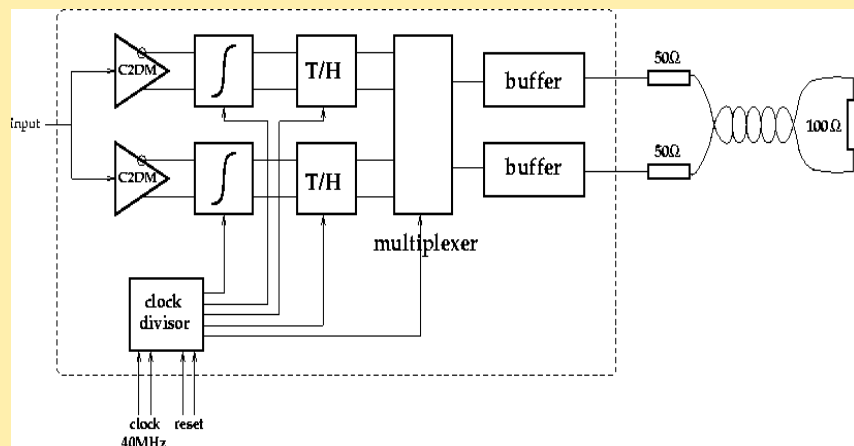 C2DM
T/H
buffer
50Ω
Input
100Ω
50Ω
C2DM
T/H
buffer
multiplexer
clock
divisor
clock reset
40MHz